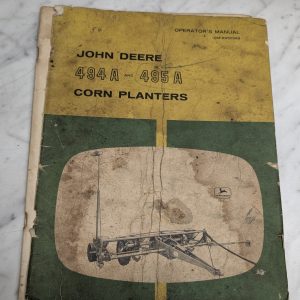 OPERATOR'S MANUAL
JOHN DEERE
494A AND 495A
CORN PLANTERS